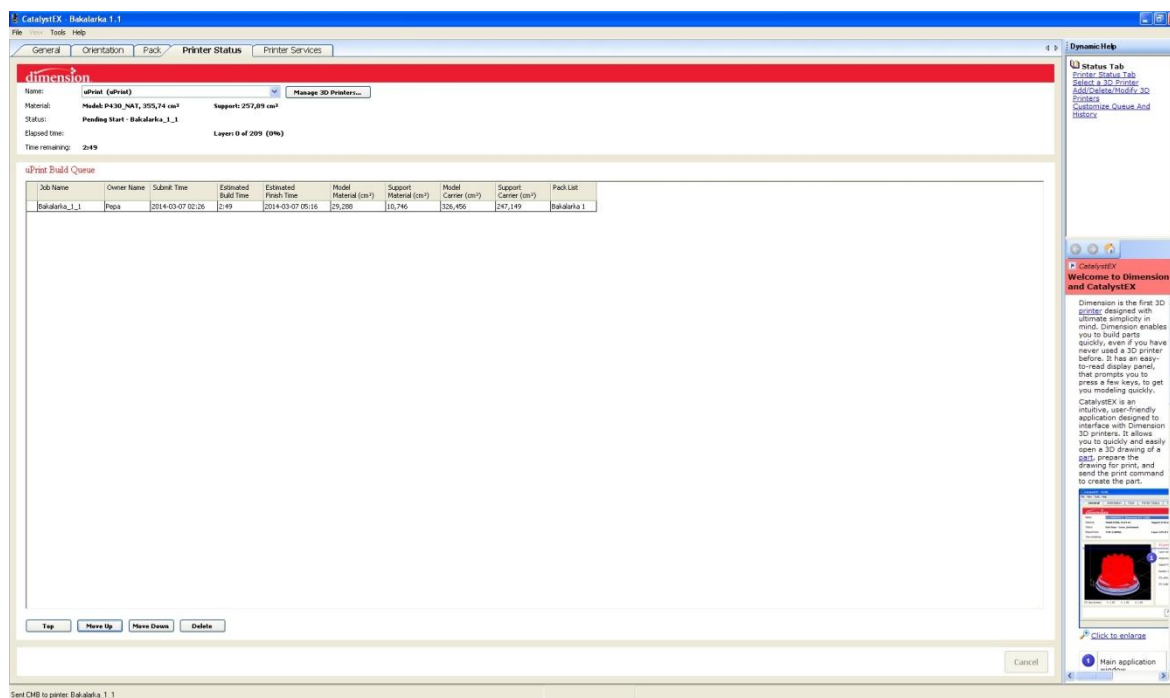 CatalystEX - Bakalarka 1.1
File View Tools Help
General Orientation Pack Printer Status Printer Services
dimension
Name: uPrint (uPrint) Manage 3D Printers...
Material: Model: P430_NAT, 355,74 cm³ Support: 257,89 cm³
Status: Pending Start - Bakalarka_1_1
Elapsed time: Layer: 0 of 209 (0%)
Time remaining: 2:49
uPrint Build Queue
Job Name Owner Name Submit Time Estimated Build Time Estimated Finish Time Model Material (cm³) Support Material (cm³) Model Carrier (cm³) Support Carrier (cm³) Pack List
Bakalarka_1_1 Pepa 2014-03-07 02:26 2:49 2014-03-07 05:16 29,288 10,746 326,456 247,149 Bakalarka 1
Top Move Up Move Down Delete
Cancel
Sent CMB to printer: Bakalarka_1_1
Dynamic Help
Status Tab
Printer Status Tab
Select a 3D Printer
Add/Delete/Modify 3D
Printers
Customize Queue And
History
CatalystEX
Welcome to Dimension
and CatalystEX
Dimension is the first 3D
printer designed with
ultimate simplicity in
mind. Dimension enables
you to build parts
quickly, even if you have
never used a 3D printer
before. It has an easy-
to-read display panel,
that prompts you to
press a few keys, to get
you modeling quickly.
CatalystEX is an
intuitive, user-friendly
application designed to
interface with Dimension
3D printers. It allows
you to quickly and easily
open a 3D drawing of a
part, prepare the
drawing for print, and
send the print command
to create the part.
1
Click to enlarge
1 Main application
window